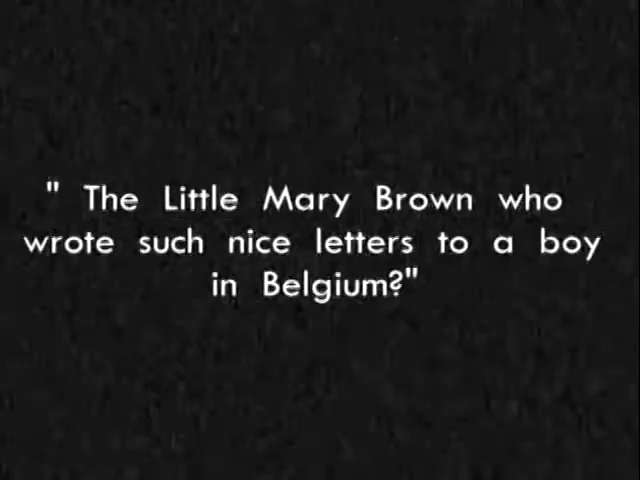 " The Little Mary Brown who
wrote such nice letters to a boy
in Belgium?"